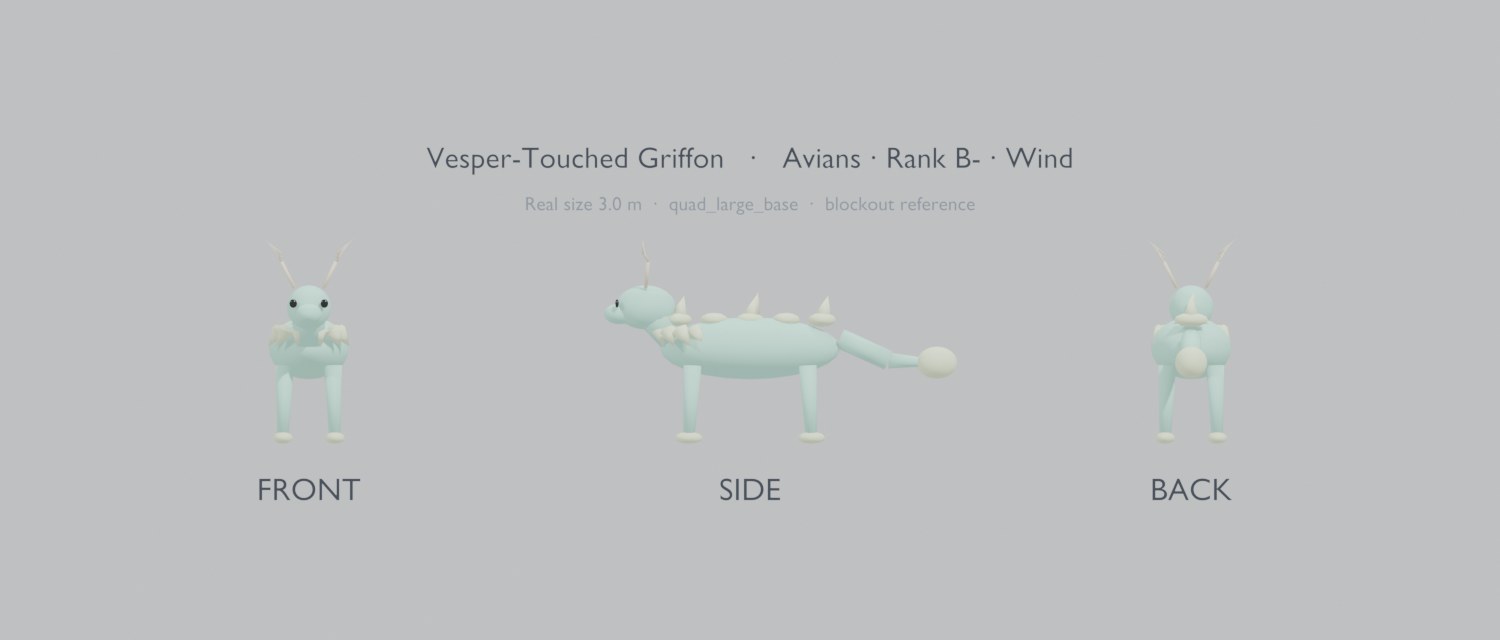 Vesper-Touched Griffon · Avians · Rank B- · Wind
Real size 3.0 m · quad_large_base · blockout reference
FRONT SIDE BACK